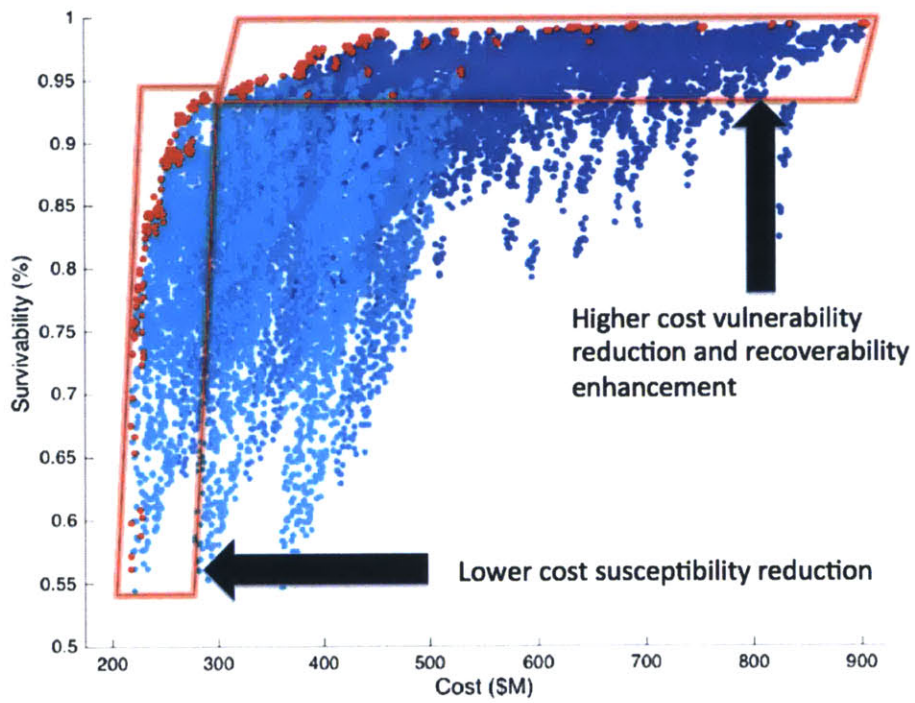 1
0.95
0.9
0.85
0.8
0.75
0.7
0.65
0.6
0.55
0.5
Survivability (%)
200 300 400 500 600 700 800 900
Cost ($M)
Higher cost vulnerability
reduction and recoverability
enhancement
Lower cost susceptibility reduction